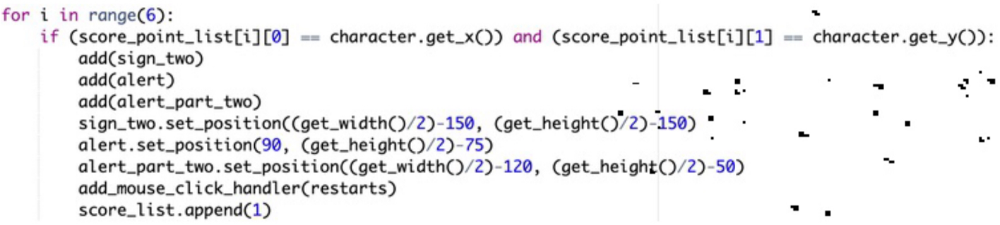 for i in range(6):
    if (score_point_list[i][0] == character.get_x()) and (score_point_list[i][1] == character.get_y()):
        add(sign_two)
        add(alert)
        add(alert_part_two)
        sign_two.set_position((get_width()/2)-150, (get_height()/2)-150)
        alert.set_position(90, (get_height()/2)-75)
        alert_part_two.set_position((get_width()/2)-120, (get_height()/2)-50)
        add_mouse_click_handler(restarts)
        score_list.append(1)